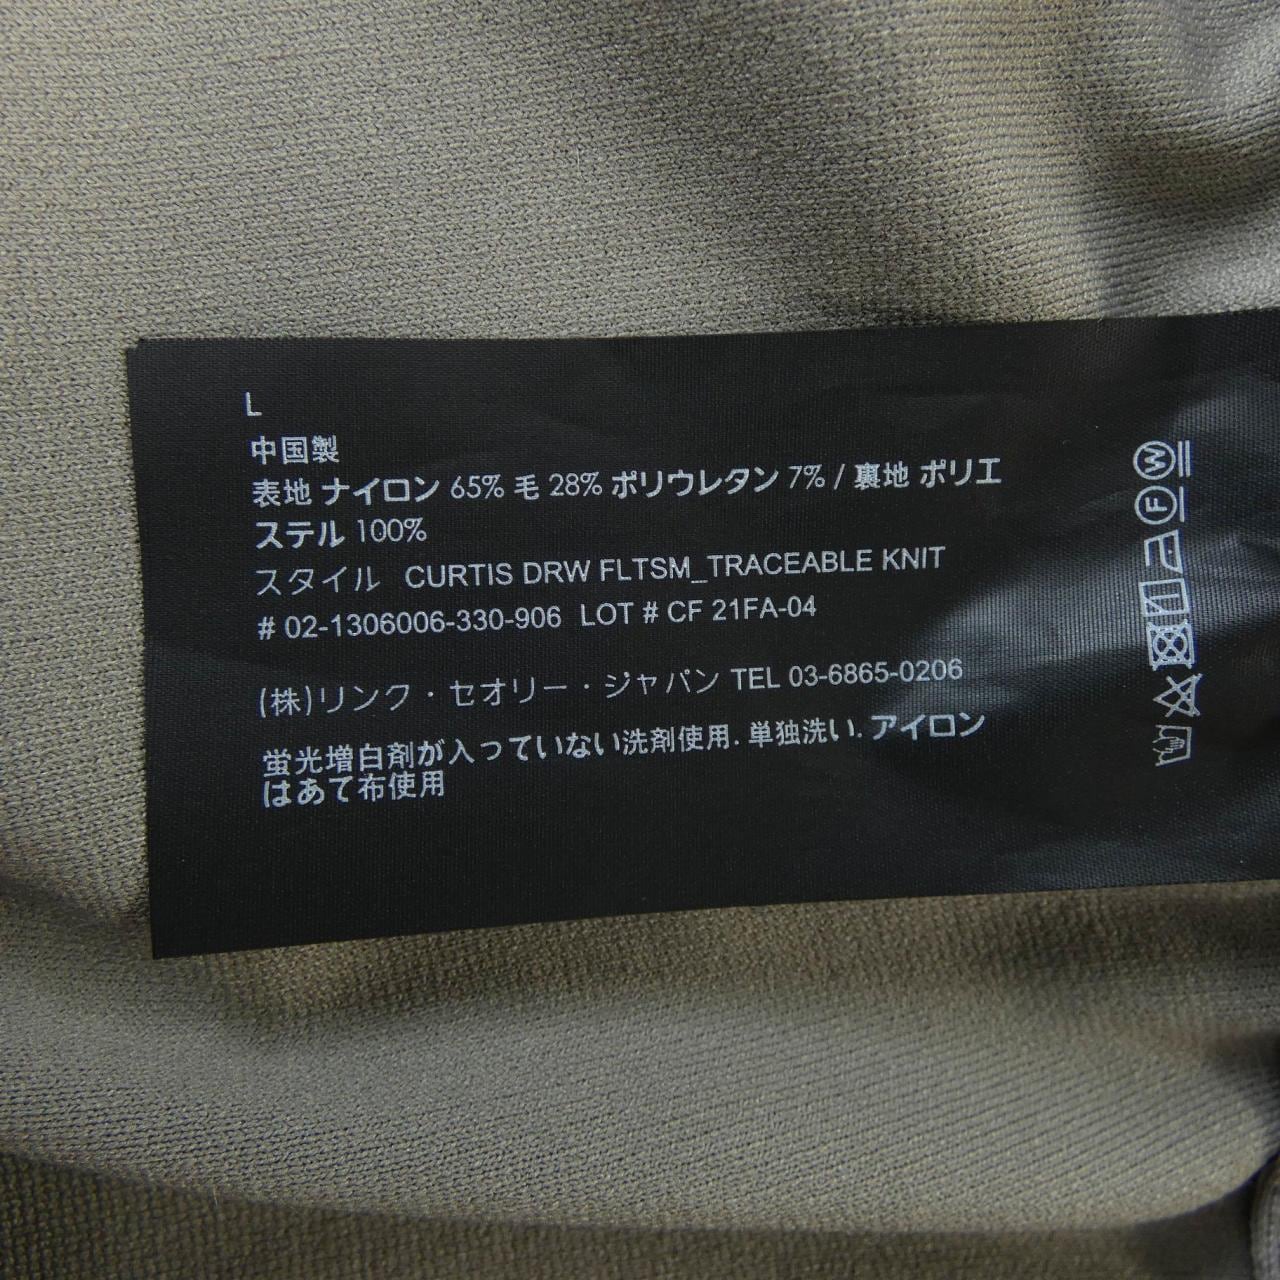 L
中国製
表地 ナイロン 65% 毛 28% ポリウレタン 7% / 裏地 ポリエ
ステル 100%
スタイル CURTIS DRW FLTSM_TRACEABLE KNIT
# 02-1306006-330-906 LOT # CF 21FA-04
(株)リンク・セオリー・ジャパン TEL 03-6865-0206
蛍光増白剤が入っていない洗剤使用. 単独洗い. アイロン
はあて布使用
W
F